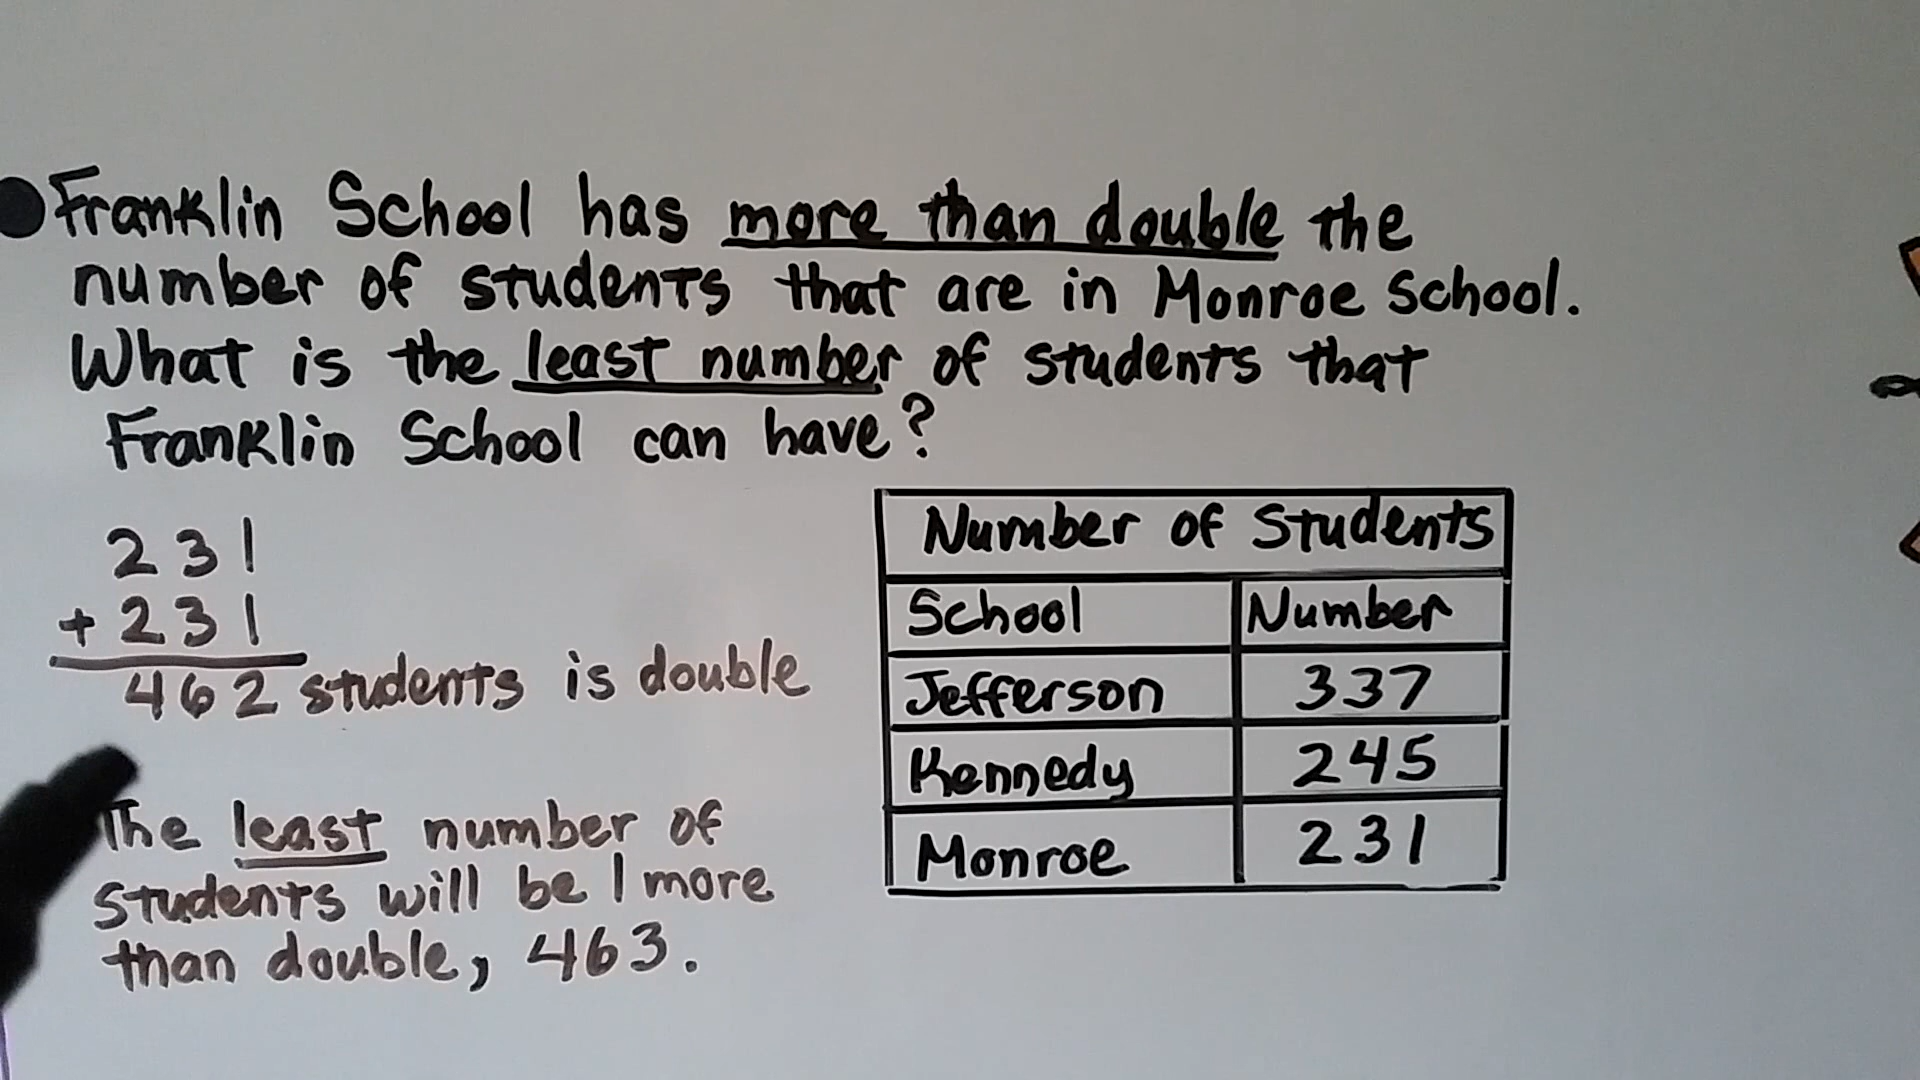 Franklin School has more than double the
number of students that are in Monroe School.
What is the least number of students that
Franklin School can have?
231
+ 231
462 students is double
The least number of
students will be 1 more
than double, 463.
Number of Students
School Number
Jefferson 337
Kennedy 245
Monroe 231